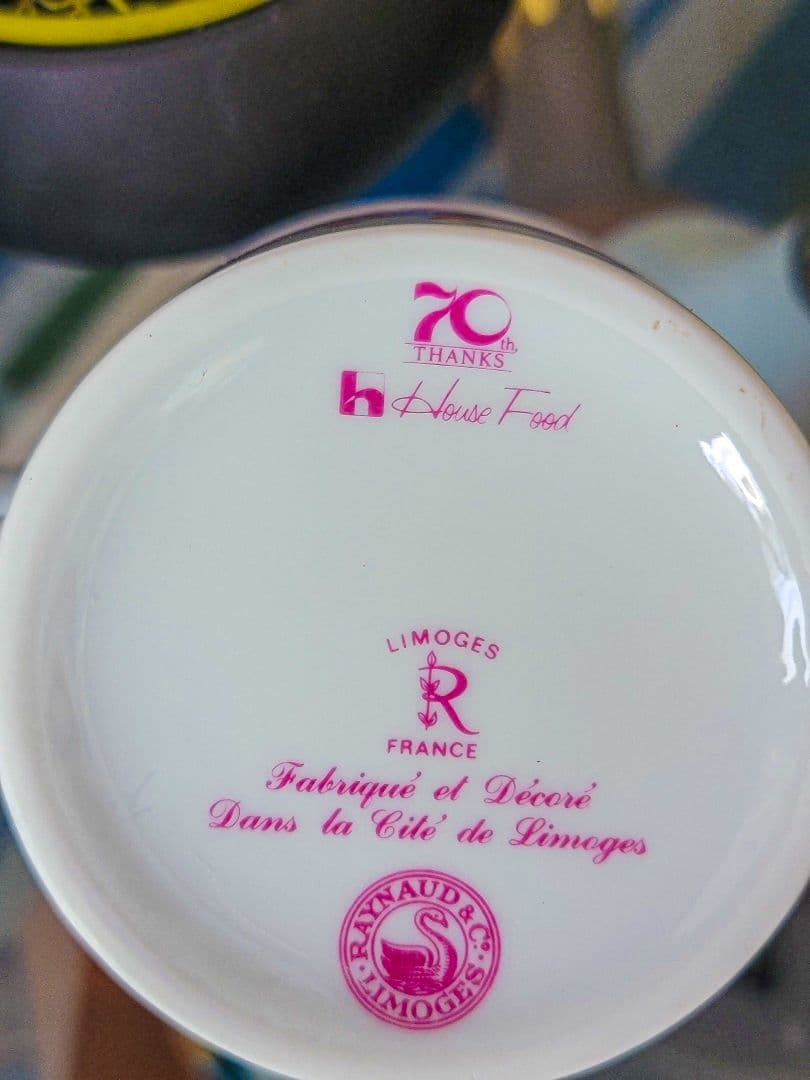 70th
THANKS
h House Food
LIMOGES
R
FRANCE
Fabriqué et Décoré
Dans la Cité de Limoges
RAYNAUD & Co.
LIMOGES